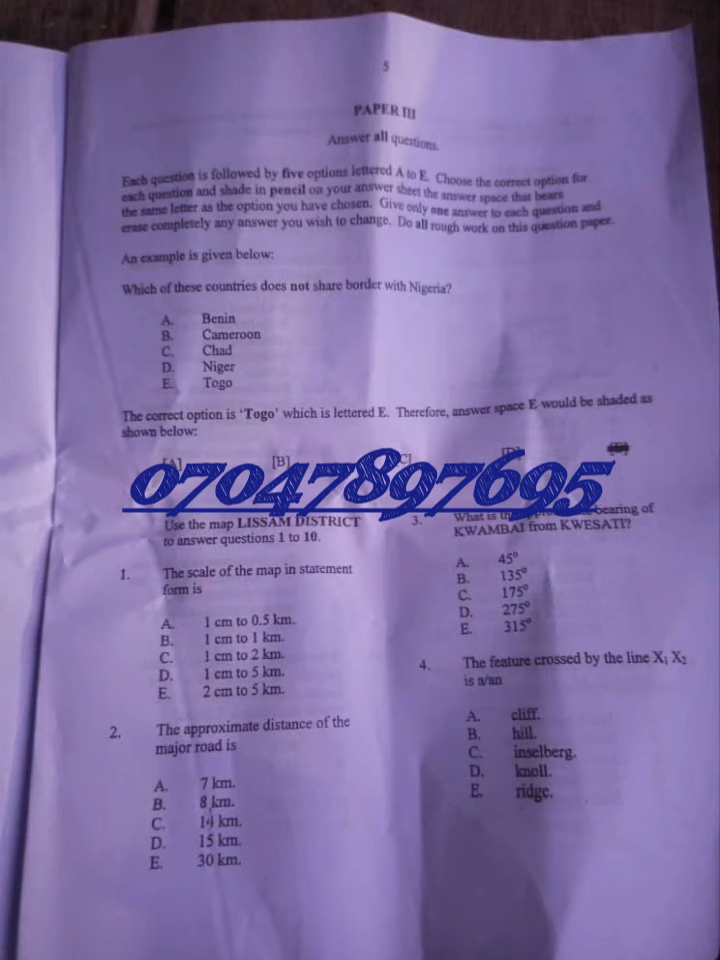 5
PAPER III
Answer all questions.
Each question is followed by five options lettered A to E. Choose the correct option for
each question and shade in pencil on your answer sheet the answer space that bears
the same letter as the option you have chosen. Give only one answer to each question and
erase completely any answer you wish to change. Do all rough work on this question paper.
An example is given below:
Which of these countries does not share border with Nigeria?
A. Benin
B. Cameroon
C. Chad
D. Niger
E. Togo
The correct option is ‘Togo’ which is lettered E. Therefore, answer space E would be shaded as
shown below:
[A] [B] [C] [D]
07047897695
Use the map LISSAM DISTRICT
to answer questions 1 to 10.
1. The scale of the map in statement
form is
A. 1 cm to 0.5 km.
B. 1 cm to 1 km.
C. 1 cm to 2 km.
D. 1 cm to 5 km.
E. 2 cm to 5 km.
2. The approximate distance of the
major road is
A. 7 km.
B. 8 km.
C. 14 km.
D. 15 km.
E. 30 km.
3. What is bearing of
KWAMBAI from KWESATI?
A. 45°
B. 135°
C. 175°
D. 275°
E. 315°
4. The feature crossed by the line X₁ X₂
is a/an
A. cliff.
B. hill.
C. inselberg.
D. knoll.
E. ridge.